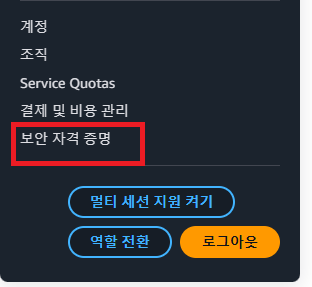 계정
조직
Service Quotas
결제 및 비용 관리
보안 자격 증명
멀티 세션 지원 켜기
역할 전환
로그아웃